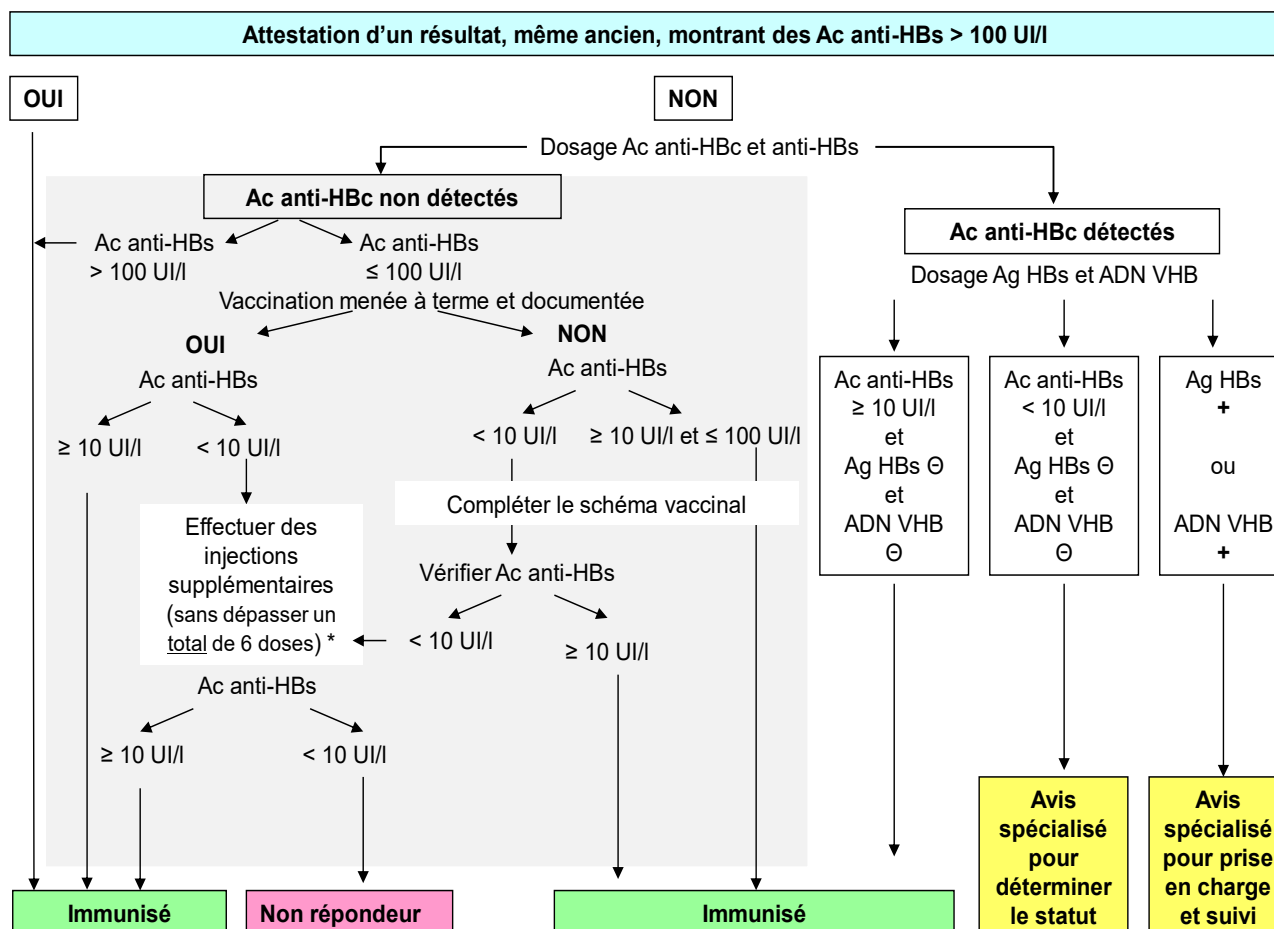 Attestation d’un résultat, même ancien, montrant des Ac anti-HBs > 100 UI/l
OUI
NON
Dosage Ac anti-HBc et anti-HBs
Ac anti-HBc non détectés
Ac anti-HBs
> 100 UI/l
Ac anti-HBs
≤ 100 UI/l
Vaccination menée à terme et documentée
OUI
Ac anti-HBs
≥ 10 UI/l
< 10 UI/l
Effectuer des
injections
supplémentaires
(sans dépasser un
total de 6 doses) *
Ac anti-HBs
≥ 10 UI/l
< 10 UI/l
NON
Ac anti-HBs
< 10 UI/l
≥ 10 UI/l et ≤ 100 UI/l
Compléter le schéma vaccinal
Vérifier Ac anti-HBs
< 10 UI/l
≥ 10 UI/l
Ac anti-HBc détectés
Dosage Ag HBs et ADN VHB
Ac anti-HBs
≥ 10 UI/l
et
Ag HBs Θ
et
ADN VHB
Θ
Ac anti-HBs
< 10 UI/l
et
Ag HBs Θ
et
ADN VHB
Θ
Ag HBs
+
ou
ADN VHB
+
Immunisé
Non répondeur
Immunisé
Avis
spécialisé
pour
déterminer
le statut
Avis
spécialisé
pour prise
en charge
et suivi